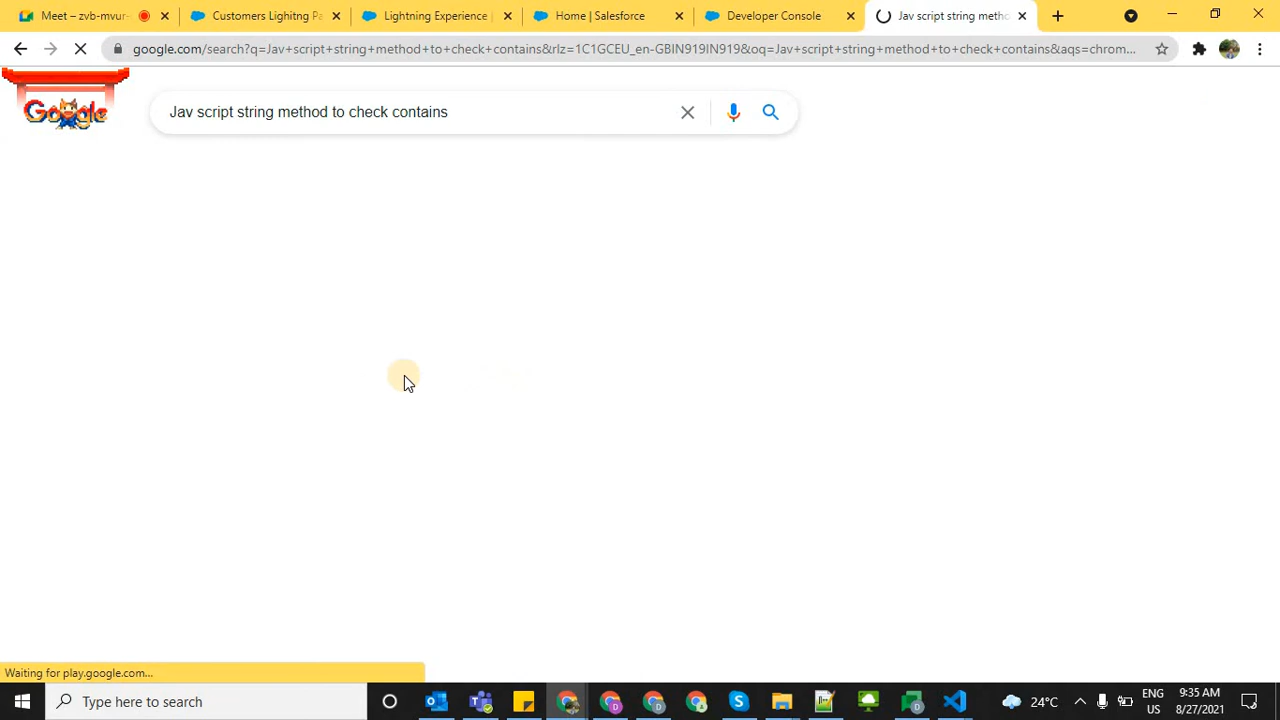 Meet – zvb-mvur-
Customers Lighitng Pa
Lightning Experience
Home | Salesforce
Developer Console
Jav script string metho
google.com/search?q=Jav+script+string+method+to+check+contains&rlz=1C1GCEU_en-GBIN919IN919&oq=Jav+script+string+method+to+check+contains&aqs=chrom...
Google
Jav script string method to check contains
Waiting for play.google.com...
Type here to search
24°C
ENG
US
9:35 AM
8/27/2021